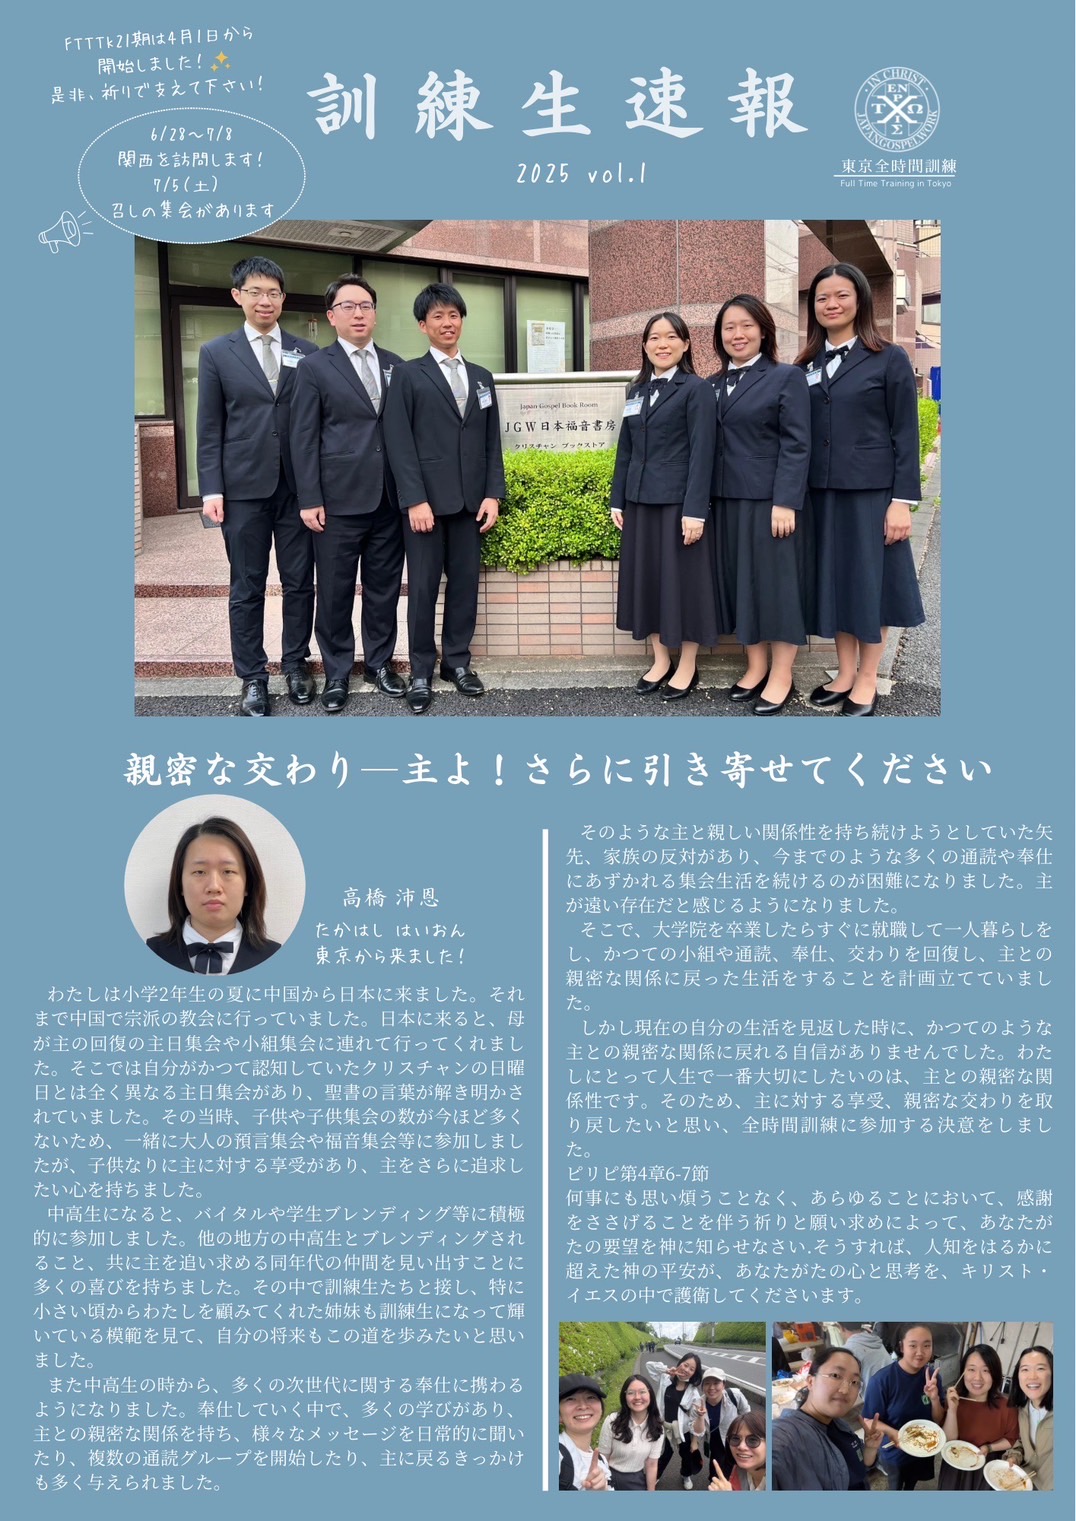 FTTTk21期は4月1日から
開始しました!✨
是非、祈りで支えて下さい!
6/28〜7/8
関西を訪問します!
7/5(土)
召しの集会があります
訓練生速報
2025 vol.1
IN CHRIST
EN
ΤΩ
ΡΙΣ
JAPANGOSPELWORK
東京全時間訓練
Full Time Training in Tokyo
Japan Gospel Book Room
JGW日本福音書房
クリスチャン ブックストア
親密な交わり—主よ!さらに引き寄せてください
高橋 沛恩
たかはし はいおん
東京から来ました!
わたしは小学2年生の夏に中国から日本に来ました。それ
まで中国で宗派の教会に行っていました。日本に来ると、母
が主の回復の主日集会や小組集会に連れて行ってくれまし
た。そこでは自分がかつて認知していたクリスチャンの日曜
日とは全く異なる主日集会があり、聖書の言葉が解き明かさ
れていました。その当時、子供や子供集会の数が今ほど多く
ないため、一緒に大人の預言集会や福音集会等に参加しまし
たが、子供なりに主に対する享受があり、主をさらに追求し
たい心を持ちました。
中高生になると、バイタルや学生ブレンディング等に積極
的に参加しました。他の地方の中高生とブレンディングされ
ること、共に主を追い求める同年代の仲間を見い出すことに
多くの喜びを持ちました。その中で訓練生たちと接し、特に
小さい頃からわたしを顧みてくれた姉妹も訓練生になって輝
いている模範を見て、自分の将来もこの道を歩みたいと思い
ました。
また中高生の時から、多くの次世代に関する奉仕に携わる
ようになりました。奉仕していく中で、多くの学びがあり、
主との親密な関係を持ち、様々なメッセージを日常的に聞い
たり、複数の通読グループを開始したり、主に戻るきっかけ
も多く与えられました。
そのような主と親しい関係性を持ち続けようとしていた矢
先、家族の反対があり、今までのような多くの通読や奉仕
にあずかれる集会生活を続けるのが困難になりました。主
が遠い存在だと感じるようになりました。
そこで、大学院を卒業したらすぐに就職して一人暮らしを
し、かつての小組や通読、奉仕、交わりを回復し、主との
親密な関係に戻った生活をすることを計画立てていまし
た。
しかし現在の自分の生活を見返した時に、かつてのような
主との親密な関係に戻れる自信がありませんでした。わた
しにとって人生で一番大切にしたいのは、主との親密な関
係性です。そのため、主に対する享受、親密な交わりを取
り戻したいと思い、全時間訓練に参加する決意をしまし
た。
ピリピ第4章6-7節
何事にも思い煩うことなく、あらゆることにおいて、感謝
をささげることを伴う祈りと願い求めによって、あなたが
たの要望を神に知らせなさい.そうすれば、人知をはるかに
超えた神の平安が、あなたがたの心と思考を、キリスト・
イエスの中で護衛してくださいます。